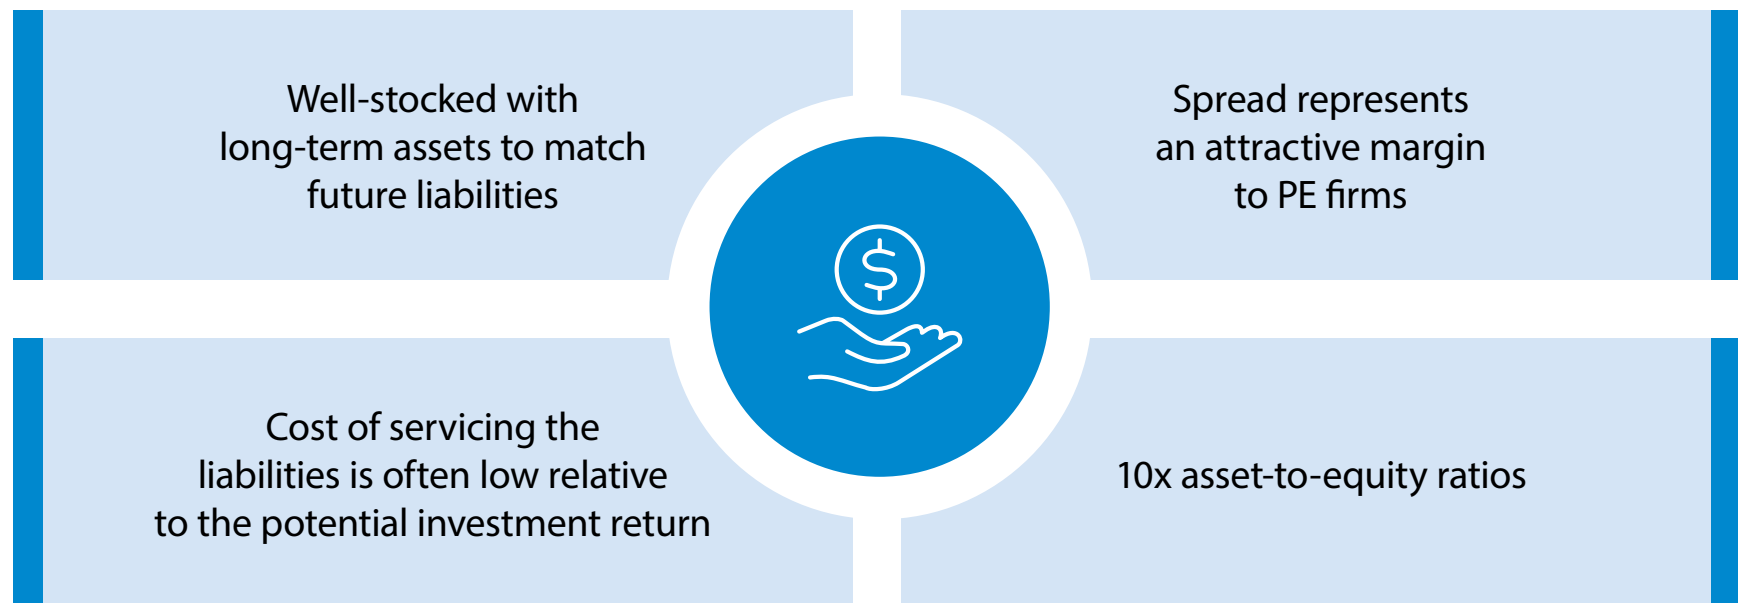 Well-stocked with
long-term assets to match
future liabilities
Spread represents
an attractive margin
to PE firms
$
Cost of servicing the
liabilities is often low relative
to the potential investment return
10x asset-to-equity ratios